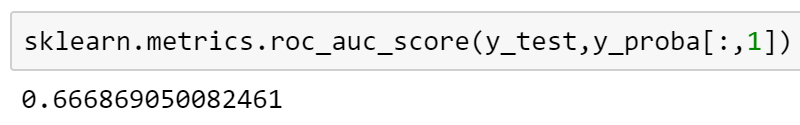 sklearn.metrics.roc_auc_score(y_test,y_proba[:,1])
0.666869050082461